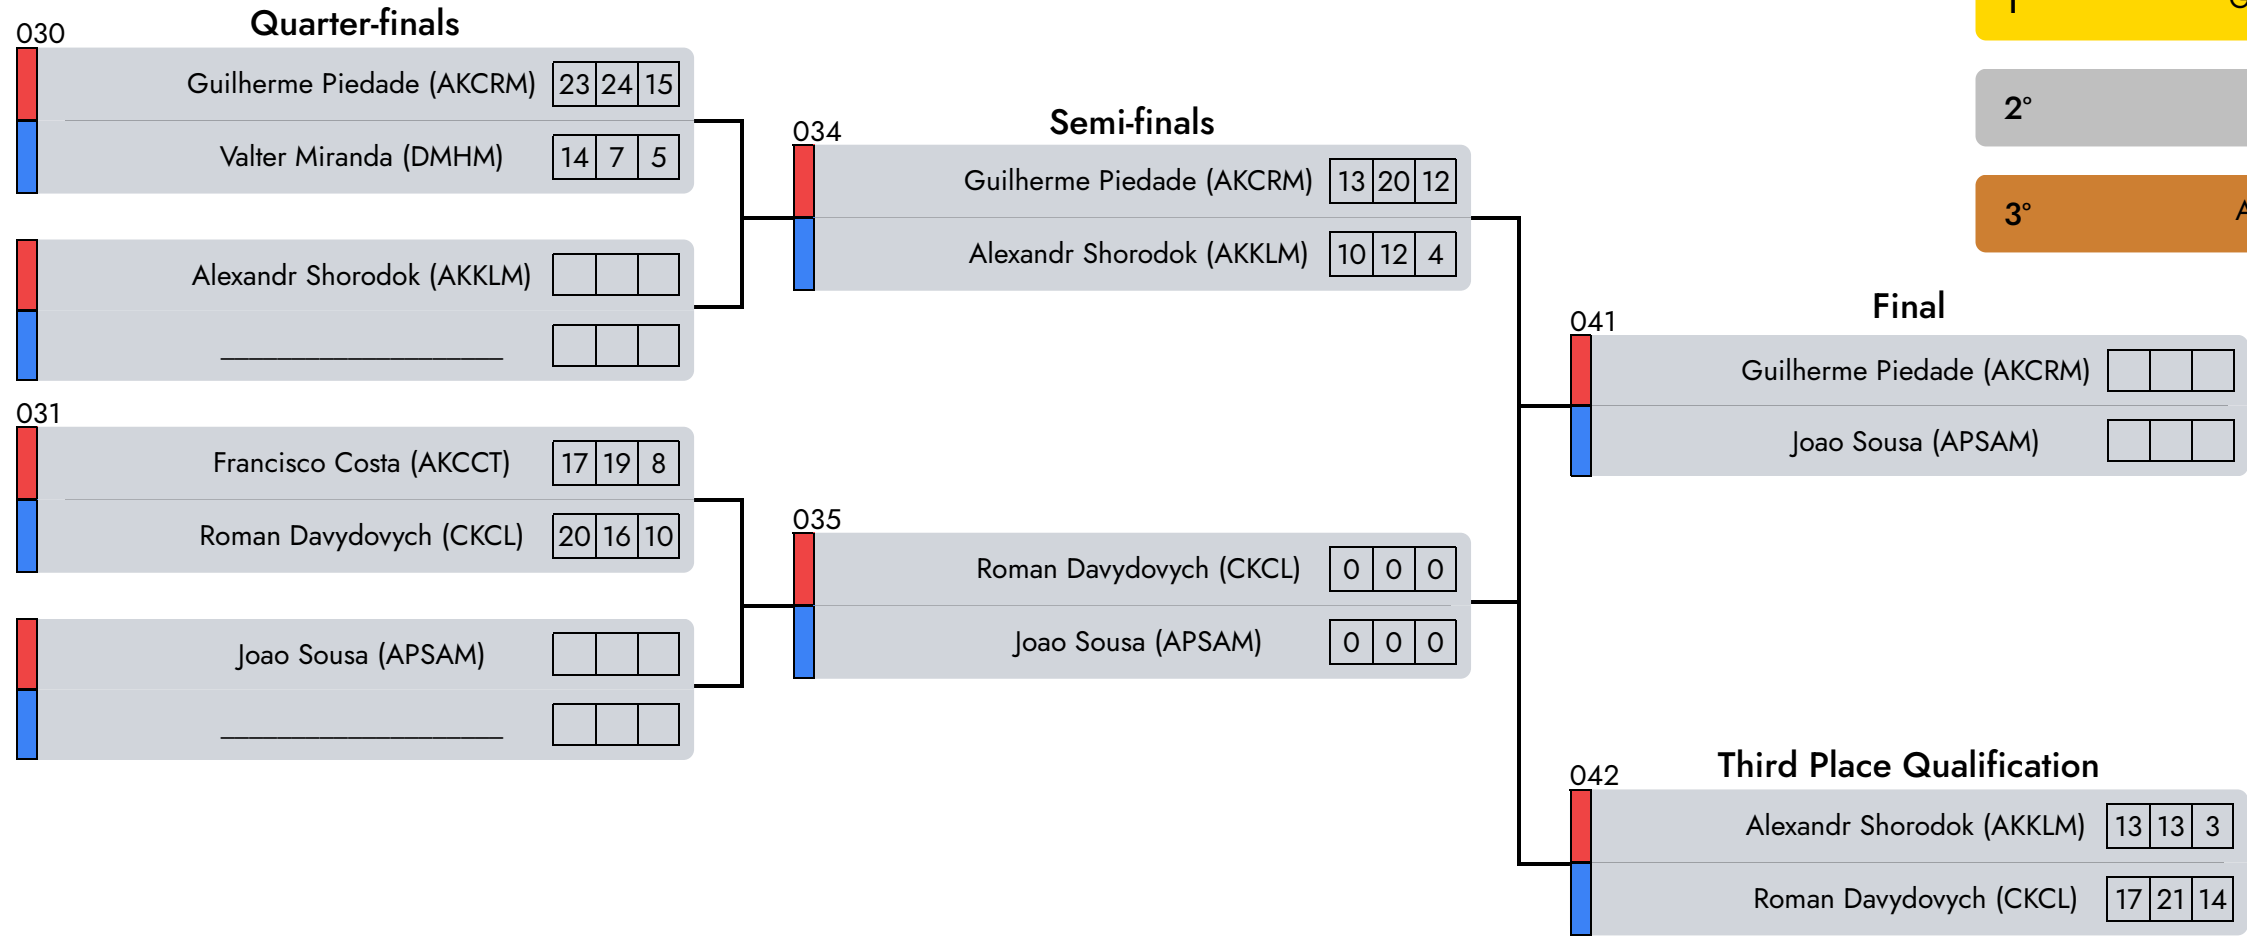 Quarter-finals
030
Guilherme Piedade (AKCRM) 23 24 15
Valter Miranda (DMHM) 14 7 5
Alexandr Shorodok (AKKLM)
____________________
031
Francisco Costa (AKCCT) 17 19 8
Roman Davydovych (CKCL) 20 16 10
Joao Sousa (APSAM)
____________________
Semi-finals
034
Guilherme Piedade (AKCRM) 13 20 12
Alexandr Shorodok (AKKLM) 10 12 4
035
Roman Davydovych (CKCL) 0 0 0
Joao Sousa (APSAM) 0 0 0
2°
3°
Final
041
Guilherme Piedade (AKCRM)
Joao Sousa (APSAM)
Third Place Qualification
042
Alexandr Shorodok (AKKLM) 13 13 3
Roman Davydovych (CKCL) 17 21 14